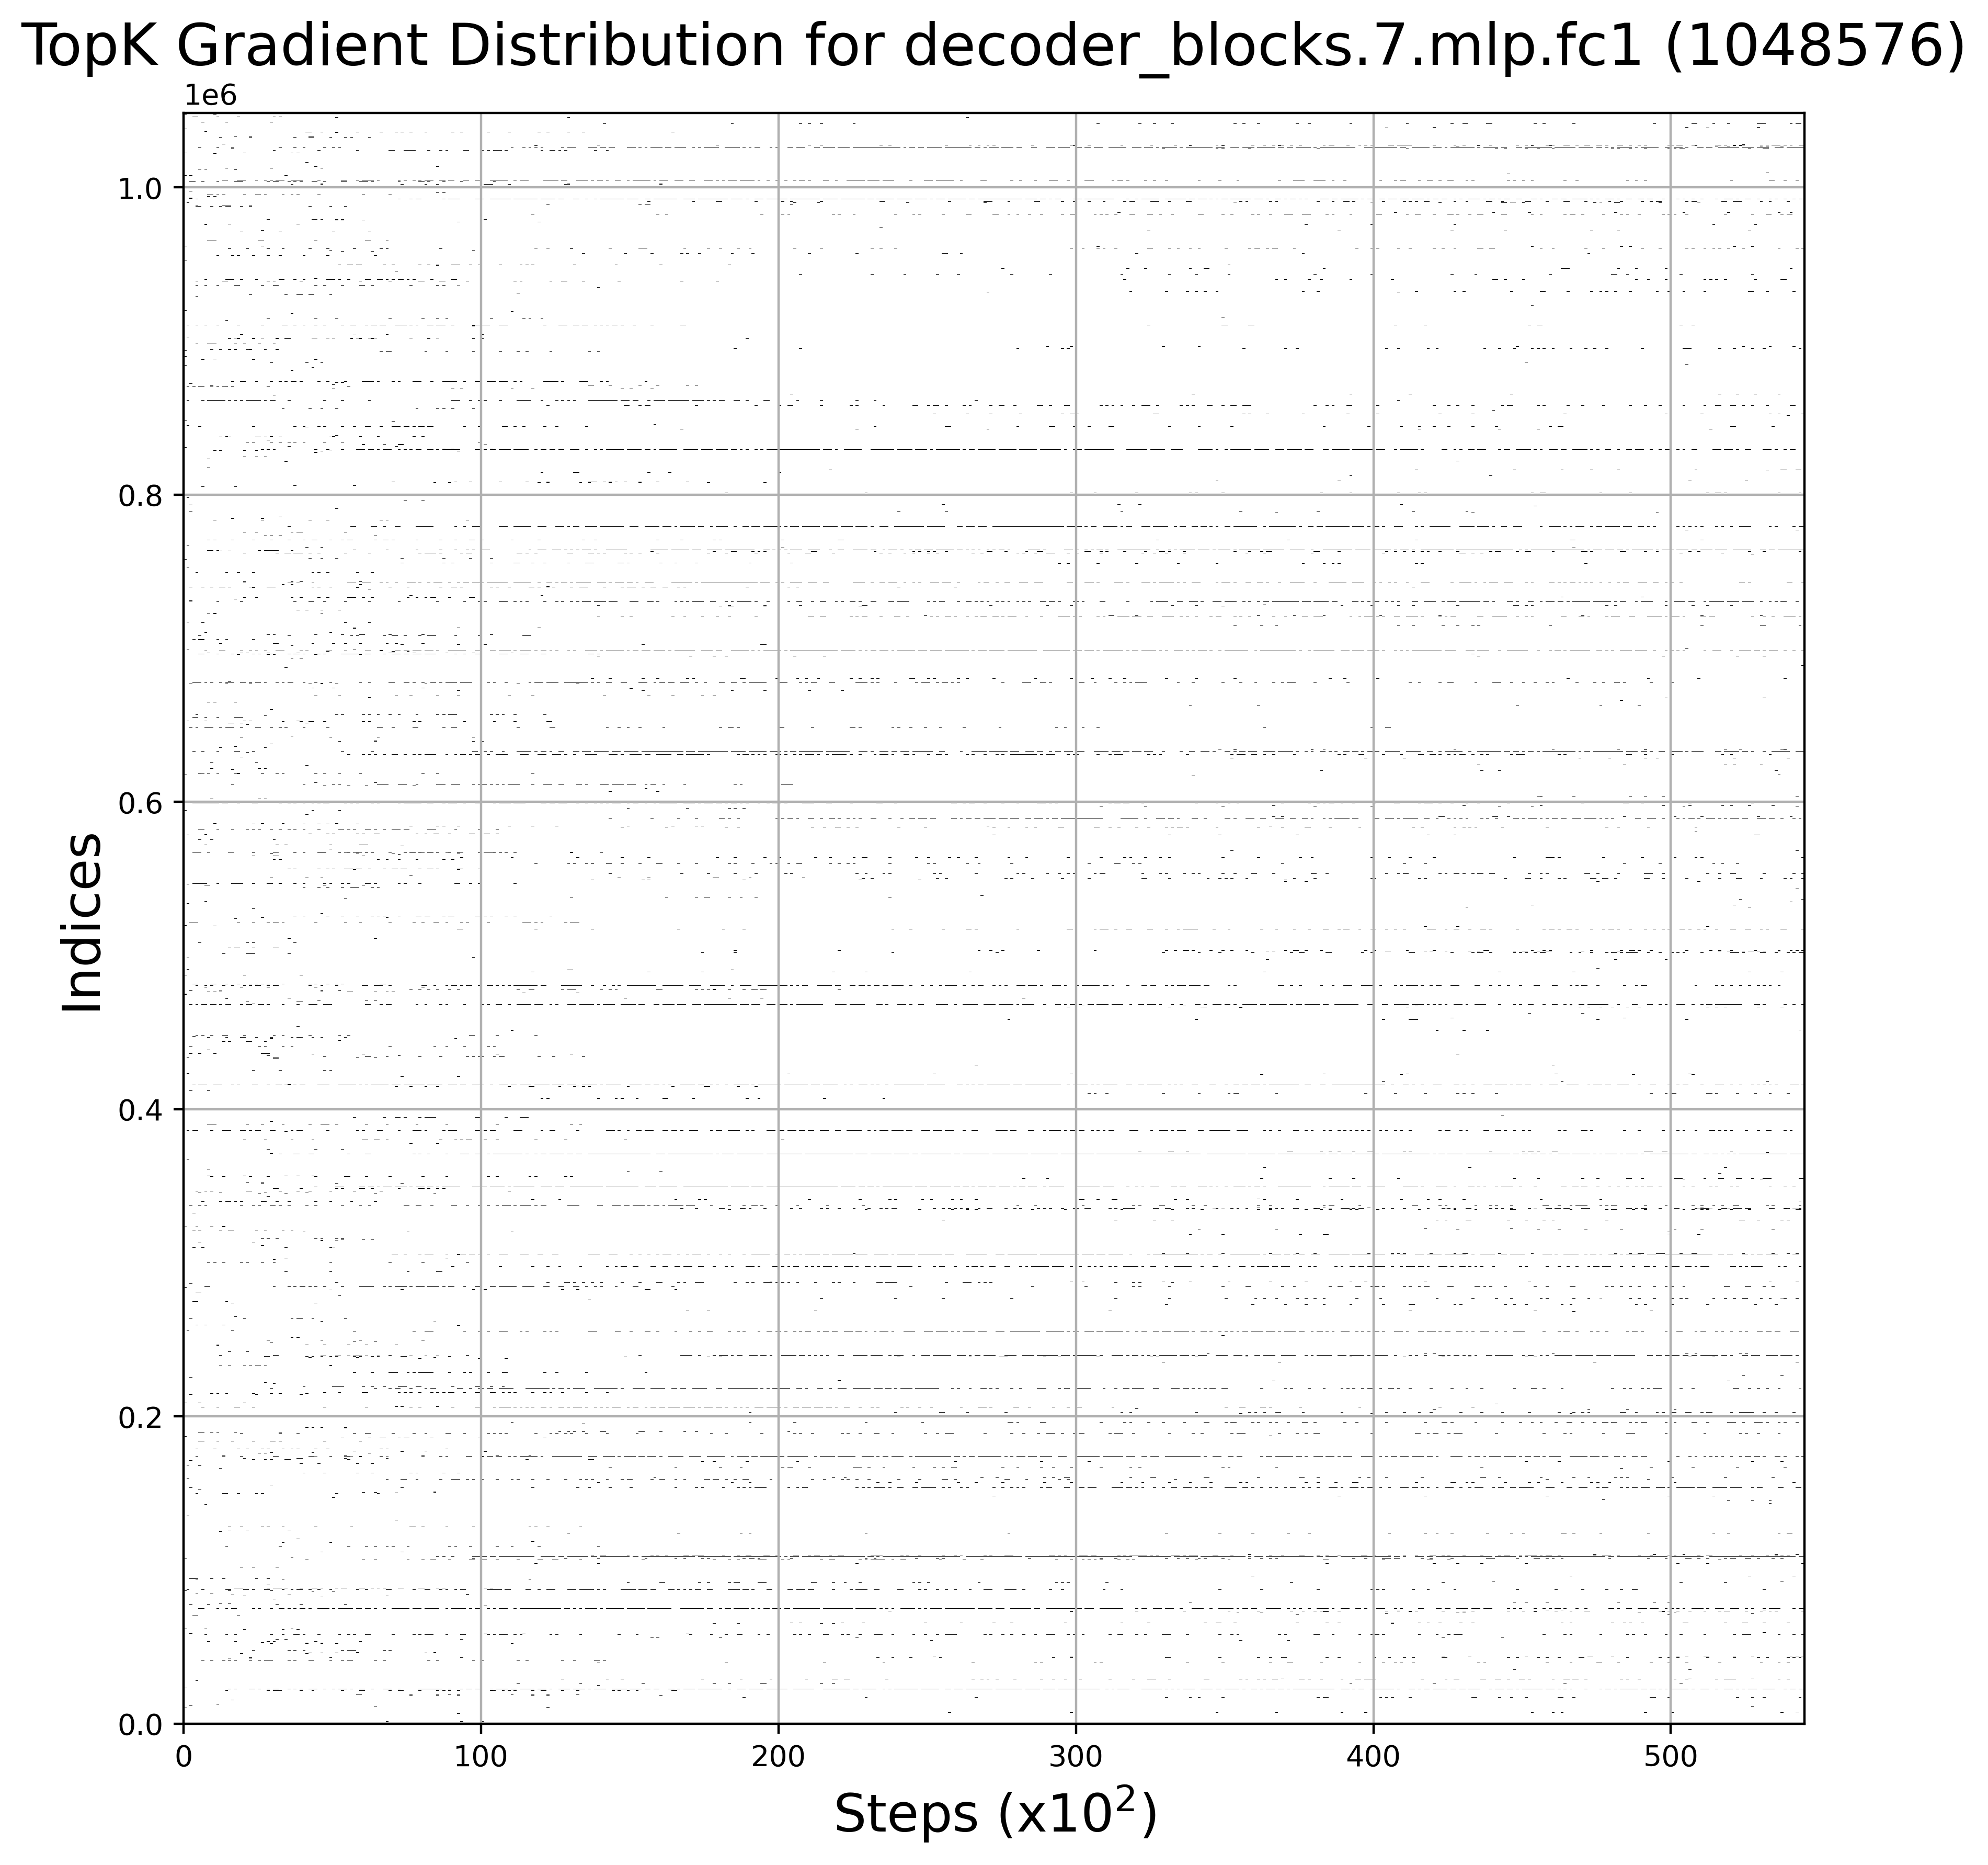 TopK Gradient Distribution for decoder_blocks.7.mlp.fc1 (1048576)
1e6
1.0
0.8
0.6
0.4
0.2
0.0
Indices
0 100 200 300 400 500
Steps (x10²)